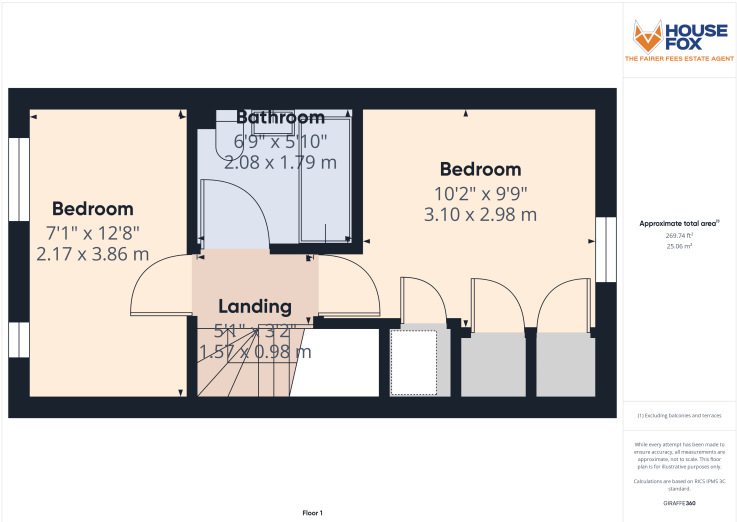 HOUSE
FOX
THE FAIRER FEES ESTATE AGENT
Bathroom
6'9" x 5'10"
2.08 x 1.79 m
Bedroom
10'2" x 9'9"
3.10 x 2.98 m
Bedroom
7'1" x 12'8"
2.17 x 3.86 m
Landing
5'1" x 3'2"
1.57 x 0.98 m
Floor 1
Approximate total area⁽¹⁾
269.74 ft²
25.06 m²
(1) Excluding balconies and terraces
While every attempt has been made to
ensure accuracy, all measurements are
approximate, not to scale. This floor
plan is for illustrative purposes only.
Calculations are based on RICS IPMS 3C
standard.
GIRAFFE360